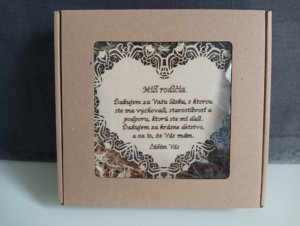 Milí rodičia
Ďakujem za Vašu lásku, s ktorou
ste ma vychovali, starostlivosť a
podporu, ktorú ste mi dali.
Ďakujem za krásne detstvo,
a za to, že Vás mám.
Ľúbim Vás